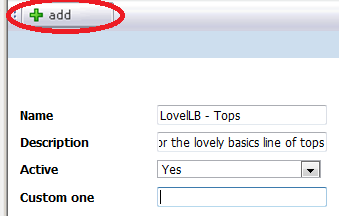 add
Name LovelLB - Tops
Description or the lovely basics line of tops
Active Yes
Custom one